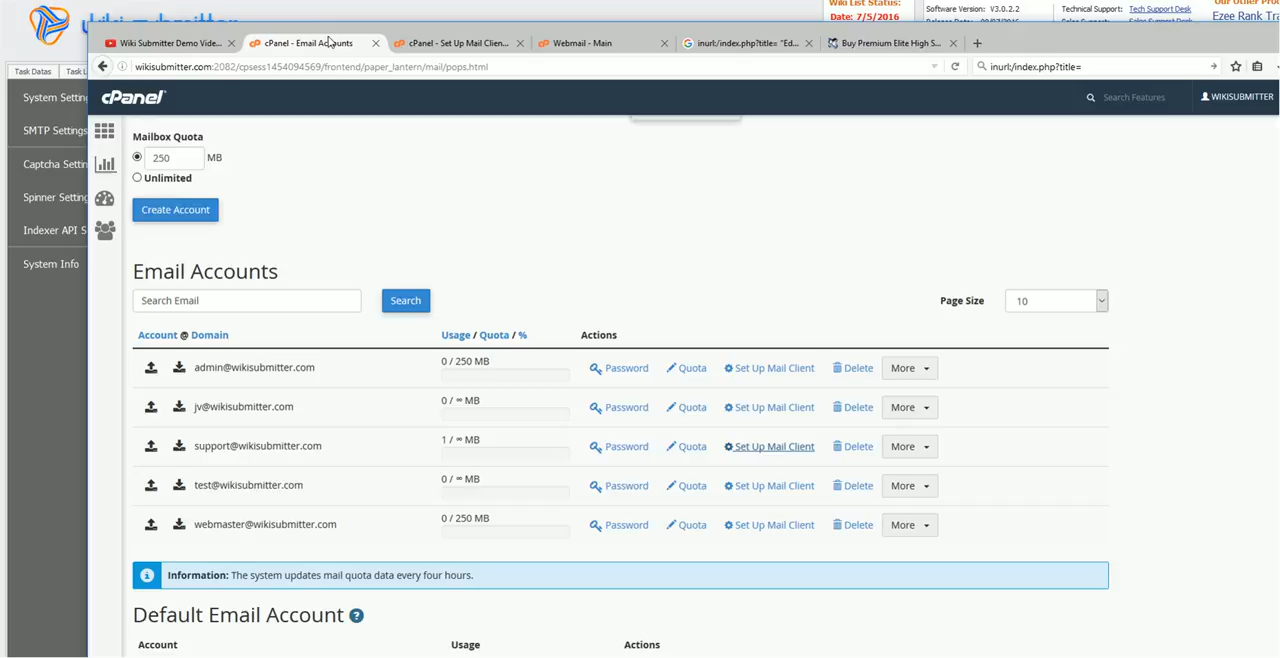 Wiki List Status:
Date: 7/5/2016
Software Version: V3.0.2.2
Technical Support: Tech Support Desk
Ezee Rank Tra
Wiki Submitter Demo Vide...
cPanel - Email Accounts
cPanel - Set Up Mail Clien...
Webmail - Main
inurl:/index.php?title= "Ed...
Buy Premium Elite High S...
wikisubmitter.com:2082/cpsess1454094569/frontend/paper_lantern/mail/pops.html
inurl:/index.php?title=
Task Datas
Task L
System Setting
SMTP Settings
Captcha Settin
Spinner Setting
Indexer API S
System Info
cPanel
Search Features
WIKISUBMITTER
Mailbox Quota
250 MB
Unlimited
Create Account
Email Accounts
Search Email
Search
Page Size
10
Account @ Domain
Usage / Quota / %
Actions
admin@wikisubmitter.com
0 / 250 MB
Password Quota Set Up Mail Client Delete More
jv@wikisubmitter.com
0 / ∞ MB
Password Quota Set Up Mail Client Delete More
support@wikisubmitter.com
1 / ∞ MB
Password Quota Set Up Mail Client Delete More
test@wikisubmitter.com
0 / ∞ MB
Password Quota Set Up Mail Client Delete More
webmaster@wikisubmitter.com
0 / 250 MB
Password Quota Set Up Mail Client Delete More
Information: The system updates mail quota data every four hours.
Default Email Account
Account
Usage
Actions